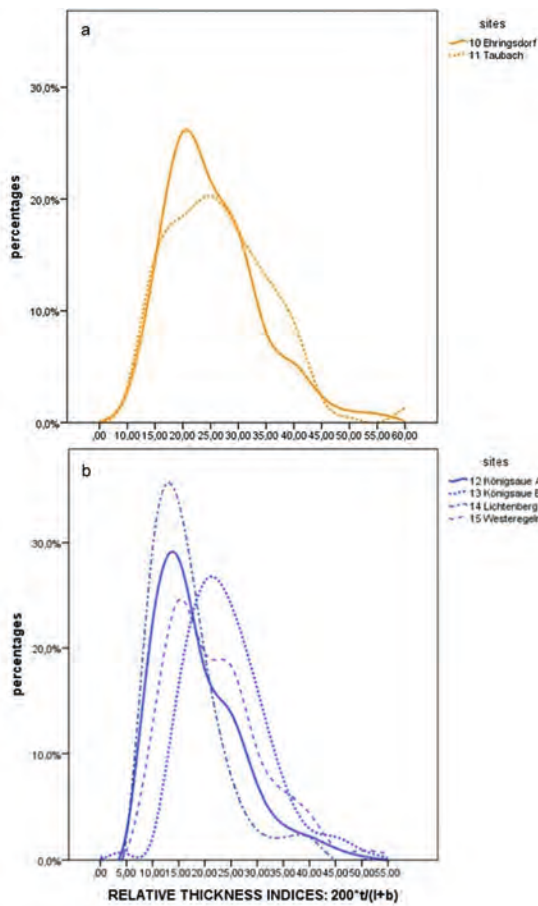 a
sites
10 Ehringsdorf
11 Taubach
percentages
30,0%
20,0%
10,0%
0,0%
,00 10,00 15,00 20,00 25,00 30,00 35,00 40,00 45,00 50,00 55,00 60,00
b
sites
12 Königsaue A
13 Königsaue B
14 Lichtenberg
15 Westeregeln
percentages
30,0%
20,0%
10,0%
0,0%
,00 5,00 10,00 15,00 20,00 25,00 30,00 35,00 40,00 45,00 50,00 55,00
RELATIVE THICKNESS INDICES: 200*t/(l+b)